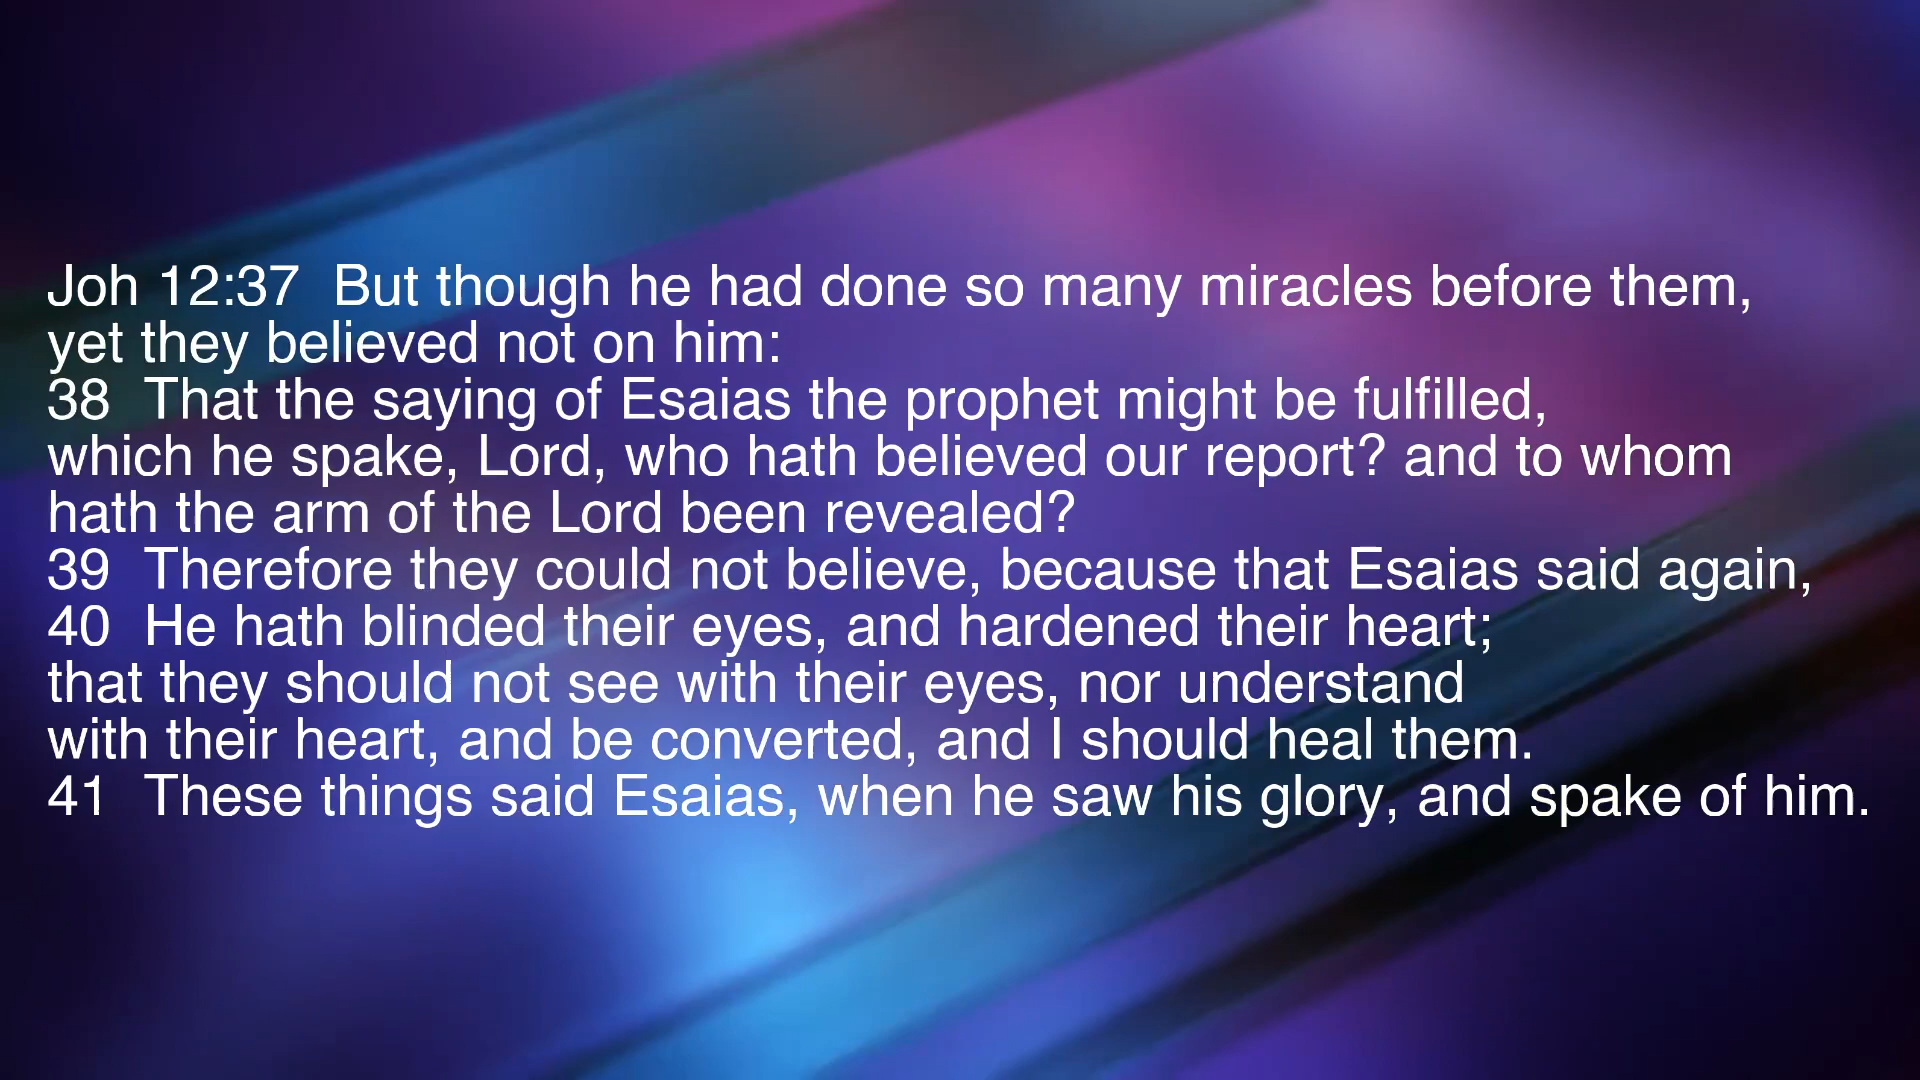 Joh 12:37  But though he had done so many miracles before them,
yet they believed not on him:
38  That the saying of Esaias the prophet might be fulfilled,
which he spake, Lord, who hath believed our report? and to whom
hath the arm of the Lord been revealed?
39  Therefore they could not believe, because that Esaias said again,
40  He hath blinded their eyes, and hardened their heart;
that they should not see with their eyes, nor understand
with their heart, and be converted, and I should heal them.
41  These things said Esaias, when he saw his glory, and spake of him.